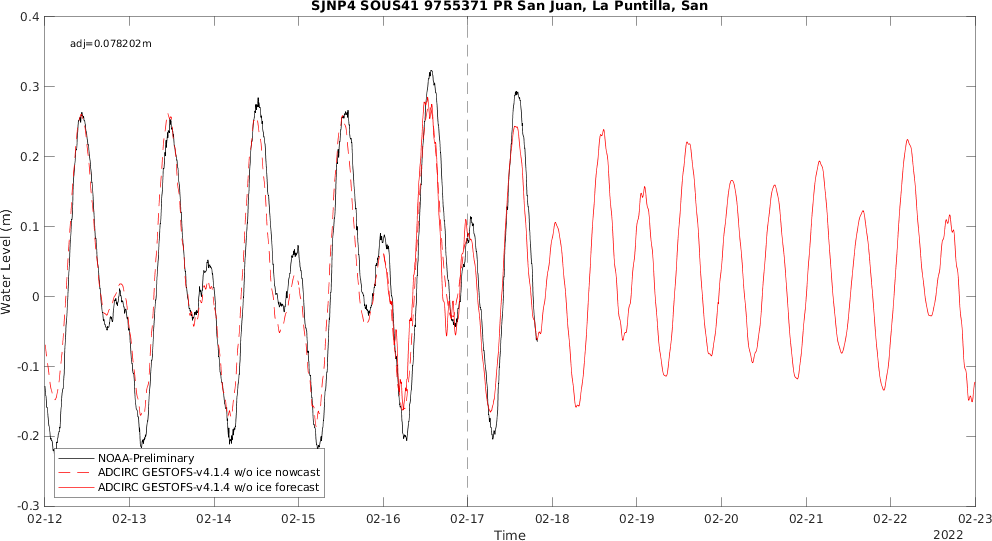 SJNP4 SOUS41 9755371 PR San Juan, La Puntilla, San
0.4
adj=0.078202m
0.3
0.2
0.1
0
-0.1
-0.2
-0.3
Water Level (m)
NOAA-Preliminary
ADCIRC GESTOFS-v4.1.4 w/o ice nowcast
ADCIRC GESTOFS-v4.1.4 w/o ice forecast
02-12 02-13 02-14 02-15 02-16 02-17 02-18 02-19 02-20 02-21 02-22 02-23
Time
2022